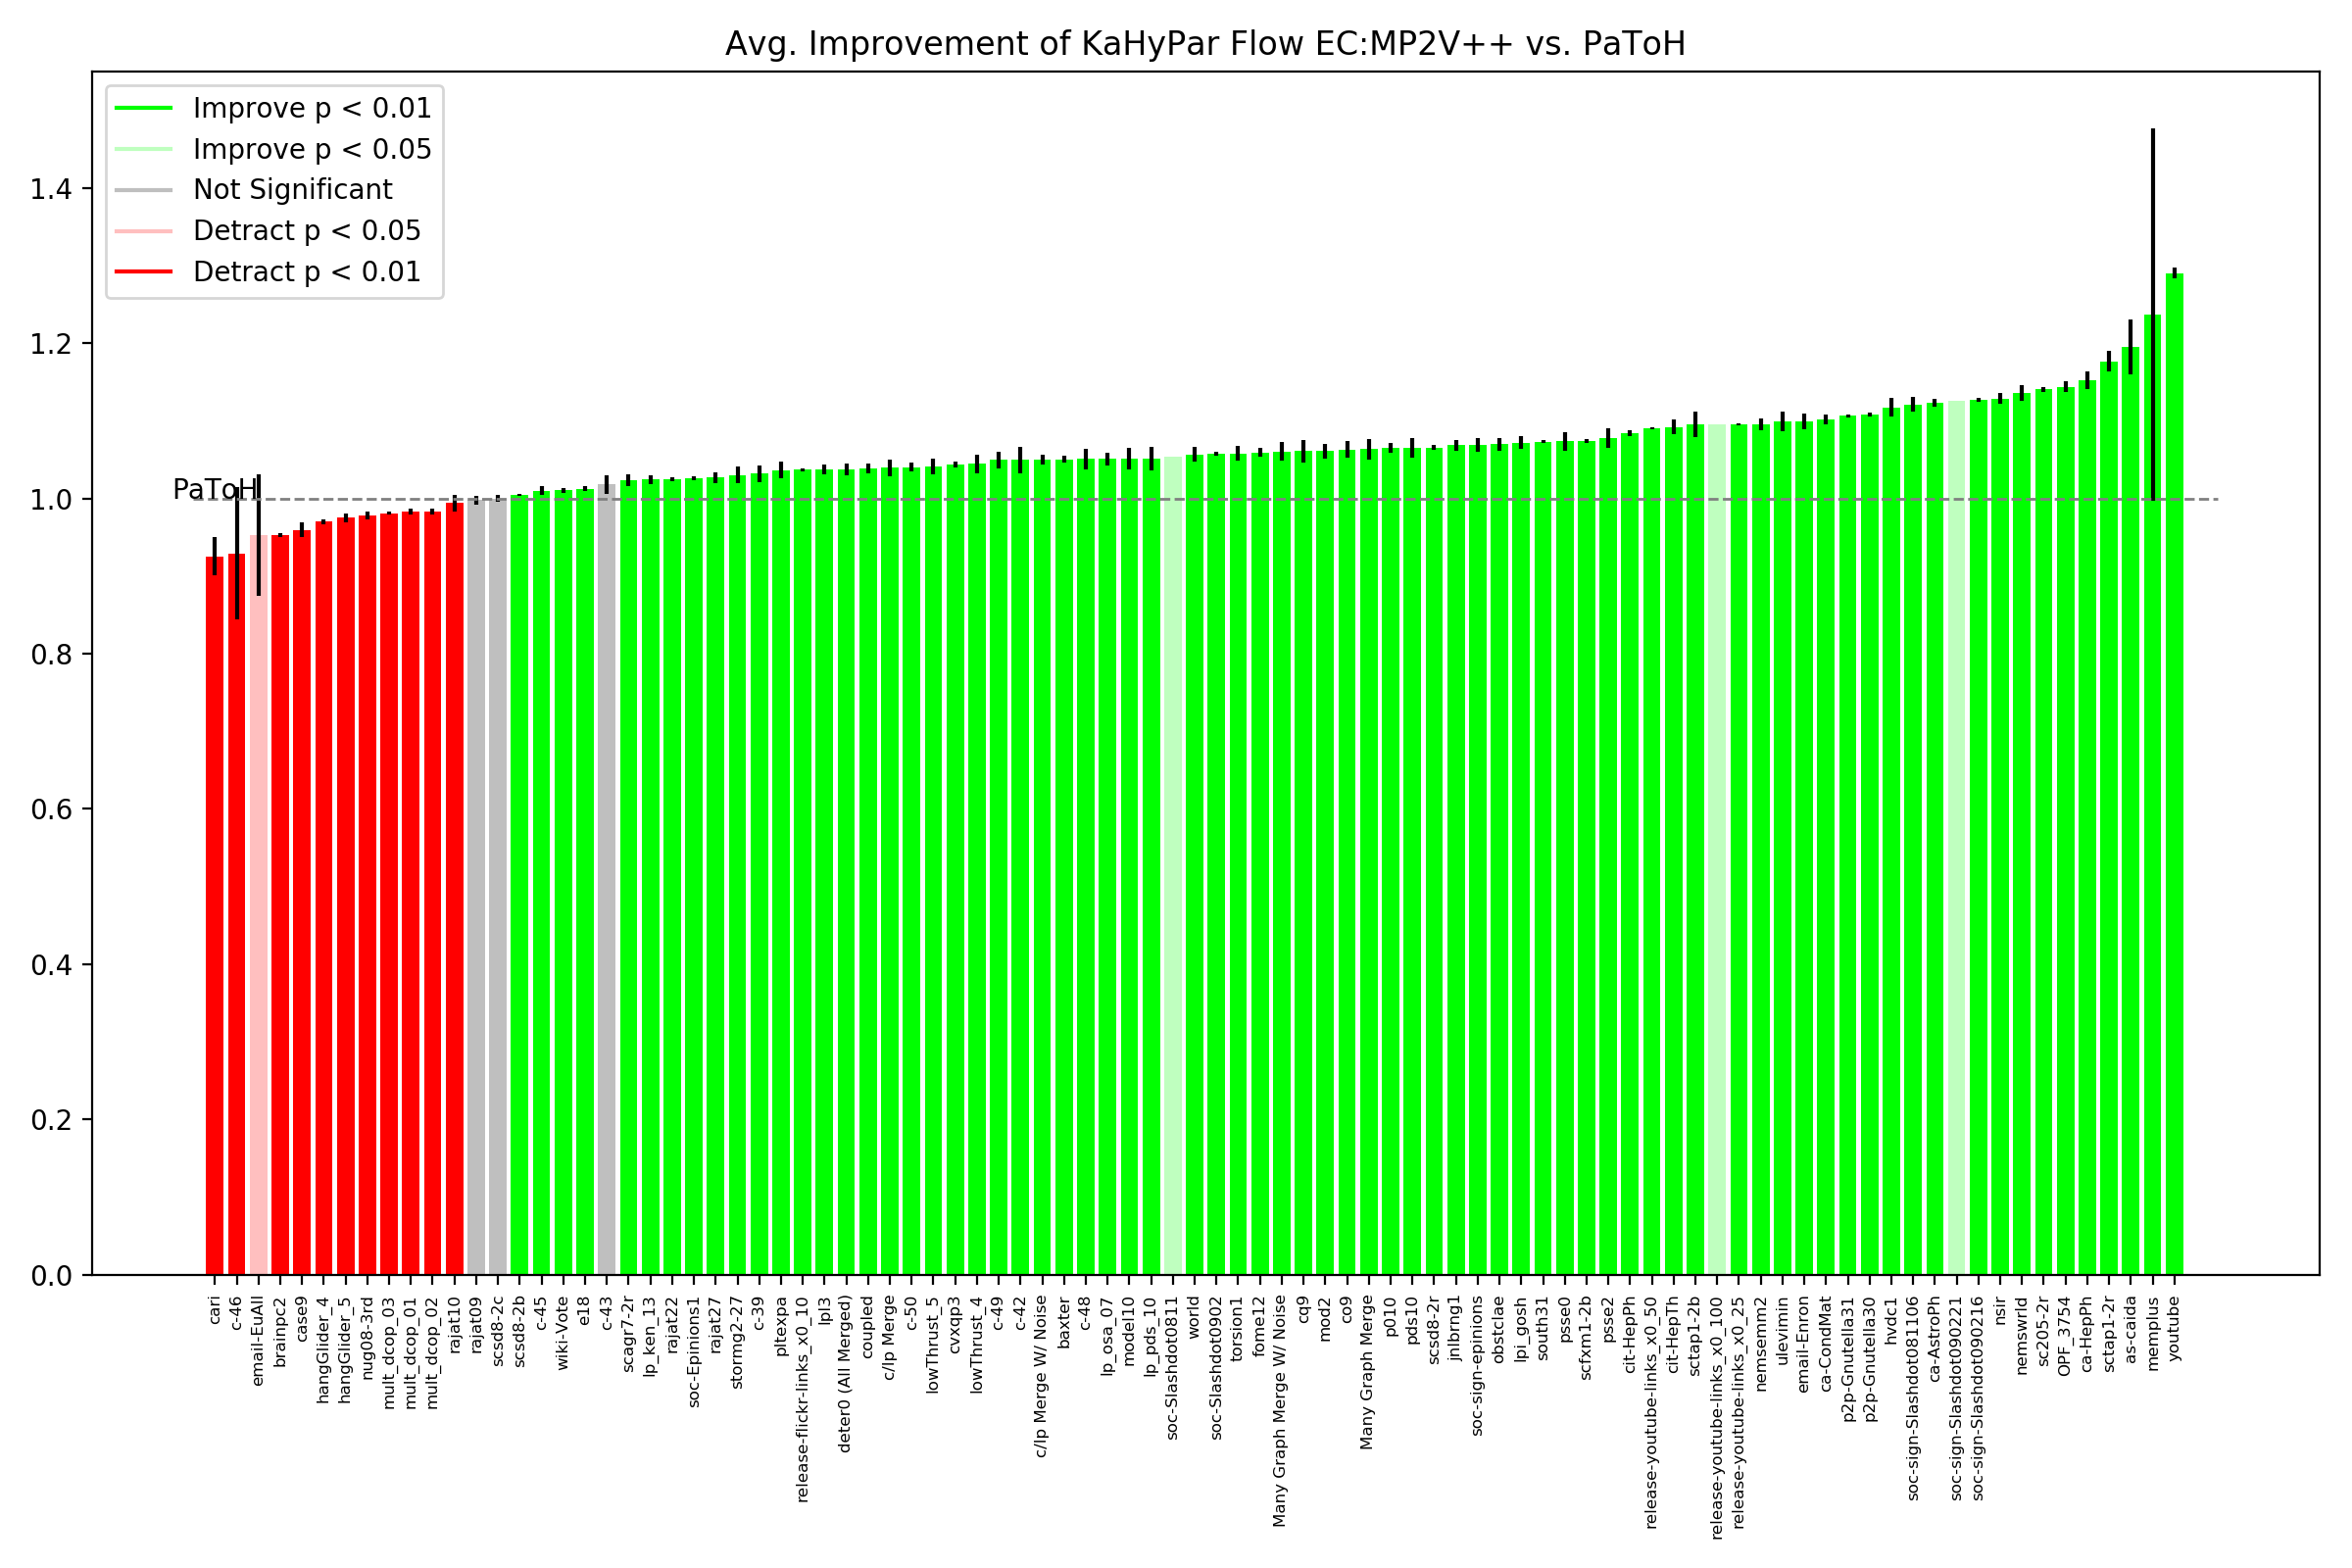 Avg. Improvement of KaHyPar Flow EC:MP2V++ vs. PaToH
Improve p < 0.01
Improve p < 0.05
Not Significant
Detract p < 0.05
Detract p < 0.01
1.4
1.2
1.0
0.8
0.6
0.4
0.2
0.0
PaToH
cari
c-46
email-EuAll
brainpc2
case9
hangGlider_4
hangGlider_5
nug08-3rd
mult_dcop_03
mult_dcop_01
mult_dcop_02
rajat10
rajat09
scsd8-2c
scsd8-2b
c-45
wiki-Vote
e18
c-43
scagr7-2r
lp_ken_13
rajat22
soc-Epinions1
rajat27
stormg2-27
c-39
pltexpa
release-flickr-links_x0_10
lpl3
deter0 (All Merged)
coupled
c/lp Merge
c-50
lowThrust_5
cvxqp3
lowThrust_4
c-49
c-42
c/lp Merge W/ Noise
baxter
c-48
lp_osa_07
model10
lp_pds_10
soc-Slashdot0811
world
soc-Slashdot0902
torsion1
fome12
Many Graph Merge W/ Noise
cq9
mod2
co9
Many Graph Merge
p010
pds10
scsd8-2r
jnlbrng1
soc-sign-epinions
obstclae
lpi_gosh
south31
psse0
scfxm1-2b
psse2
cit-HepPh
release-youtube-links_x0_50
cit-HepTh
sctap1-2b
release-youtube-links_x0_100
release-youtube-links_x0_25
nemsemm2
ulevimin
email-Enron
ca-CondMat
p2p-Gnutella31
p2p-Gnutella30
hvdc1
soc-sign-Slashdot081106
ca-AstroPh
soc-sign-Slashdot090221
soc-sign-Slashdot090216
nsir
nemswrld
sc205-2r
OPF_3754
ca-HepPh
sctap1-2r
as-caida
memplus
youtube